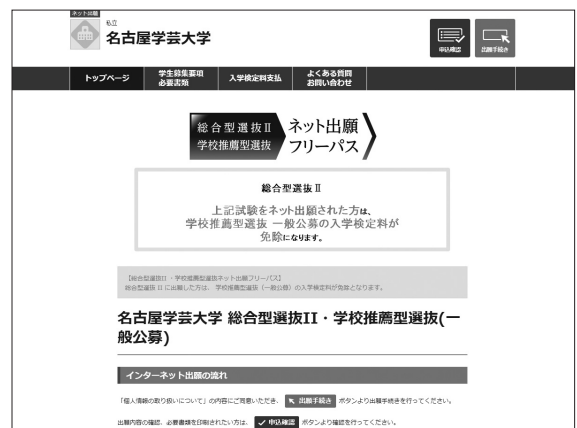 ネット出願
私立
名古屋学芸大学
申込確認
出願手続き
トップページ
学生募集要項
必要書類
入学検定料支払
よくある質問
お問い合わせ
総合型選抜Ⅱ
学校推薦型選抜
ネット出願
フリーパス
総合型選抜Ⅱ
上記試験をネット出願された方は、
学校推薦型選抜 一般公募の入学検定料が
免除になります。
【総合型選抜II ・学校推薦型選抜ネット出願フリーパス】
総合型選抜 II に出願した方は、 学校推薦型選抜（一般公募）の入学検定料が免除となります。
名古屋学芸大学 総合型選抜II・学校推薦型選抜(一
般公募)
インターネット出願の流れ
「個人情報の取り扱いについて」の内容にご同意いただき、 出願手続き ボタンより出願手続きを行ってください。
出願内容の確認、必要書類を印刷されたい方は、 申込確認 ボタンより確認を行ってください。